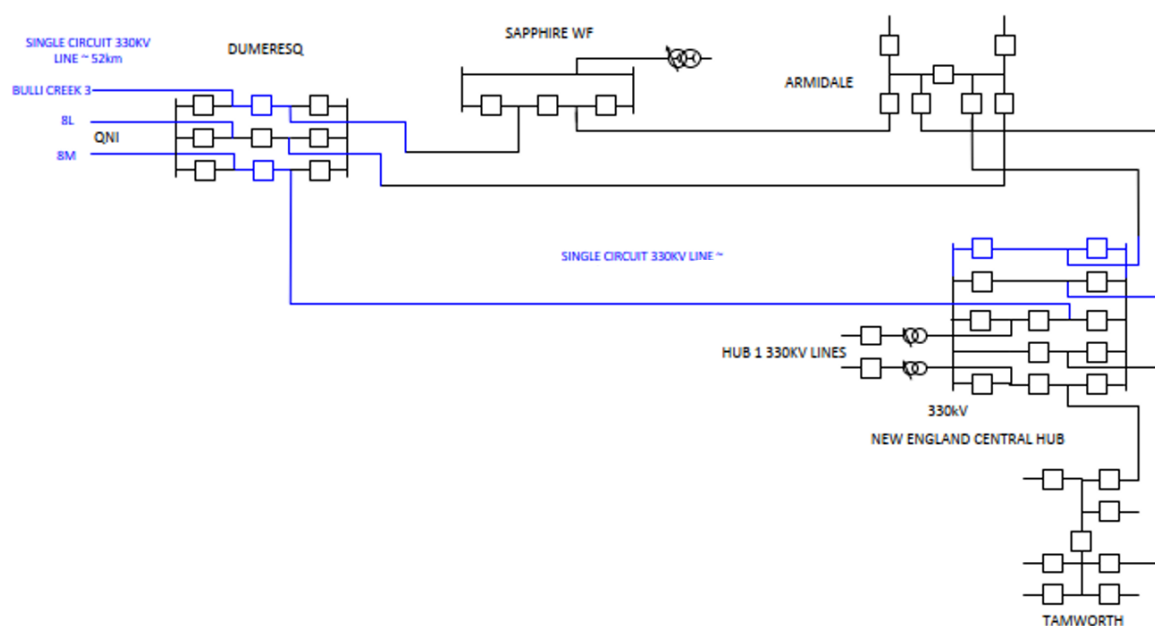 SINGLE CIRCUIT 330KV
LINE ~ 52km
DUMERESQ
SAPPHIRE WF
ARMIDALE
BULLI CREEK 3
8L
QNI
8M
SINGLE CIRCUIT 330KV LINE ~
HUB 1 330KV LINES
330kV
NEW ENGLAND CENTRAL HUB
TAMWORTH